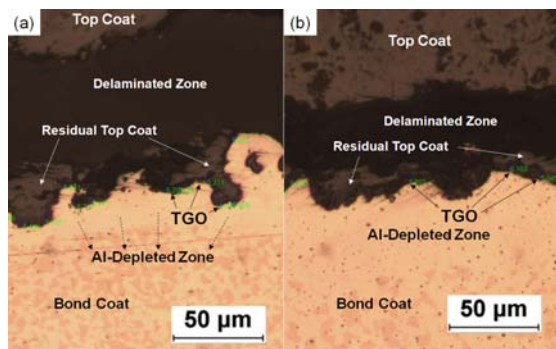 (a)
Top Coat
Delaminated Zone
Residual Top Coat
TGO
Al-Depleted Zone
Bond Coat
50 µm
(b)
Top Coat
Delaminated Zone
Residual Top Coat
TGO
Al-Depleted Zone
Bond Coat
50 µm